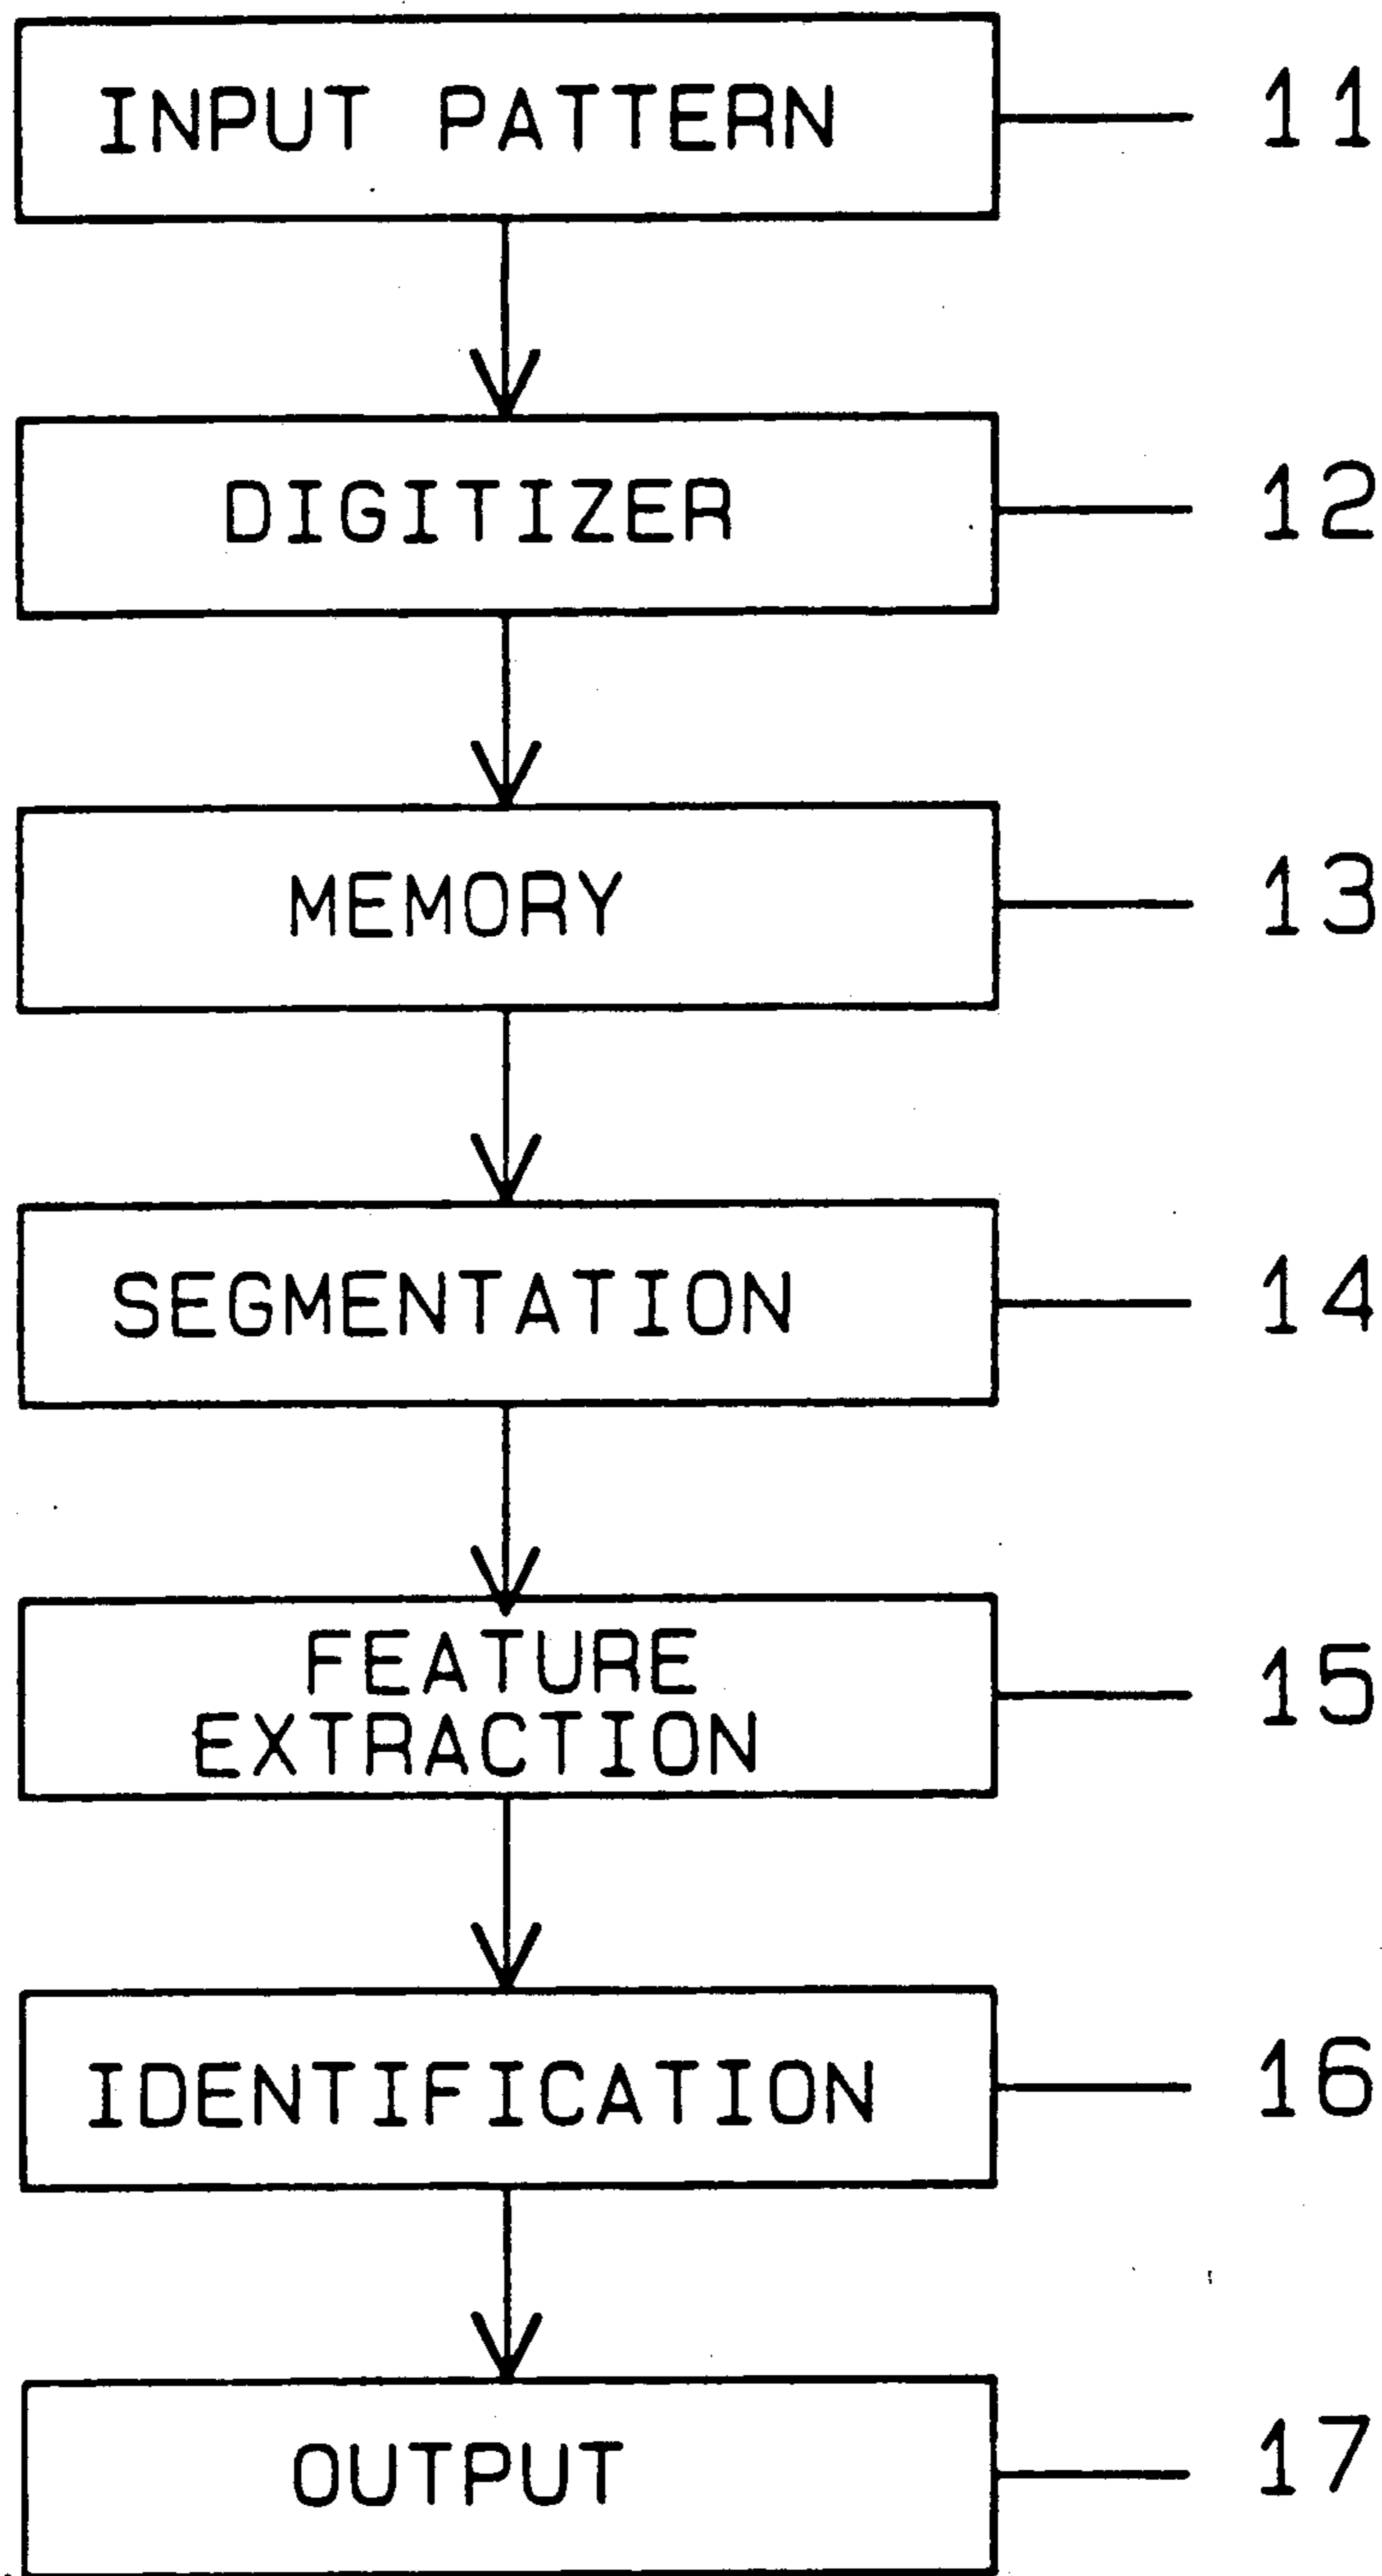 INPUT PATTERN 11
DIGITIZER 12
MEMORY 13
SEGMENTATION 14
FEATURE 15
EXTRACTION
IDENTIFICATION 16
OUTPUT 17